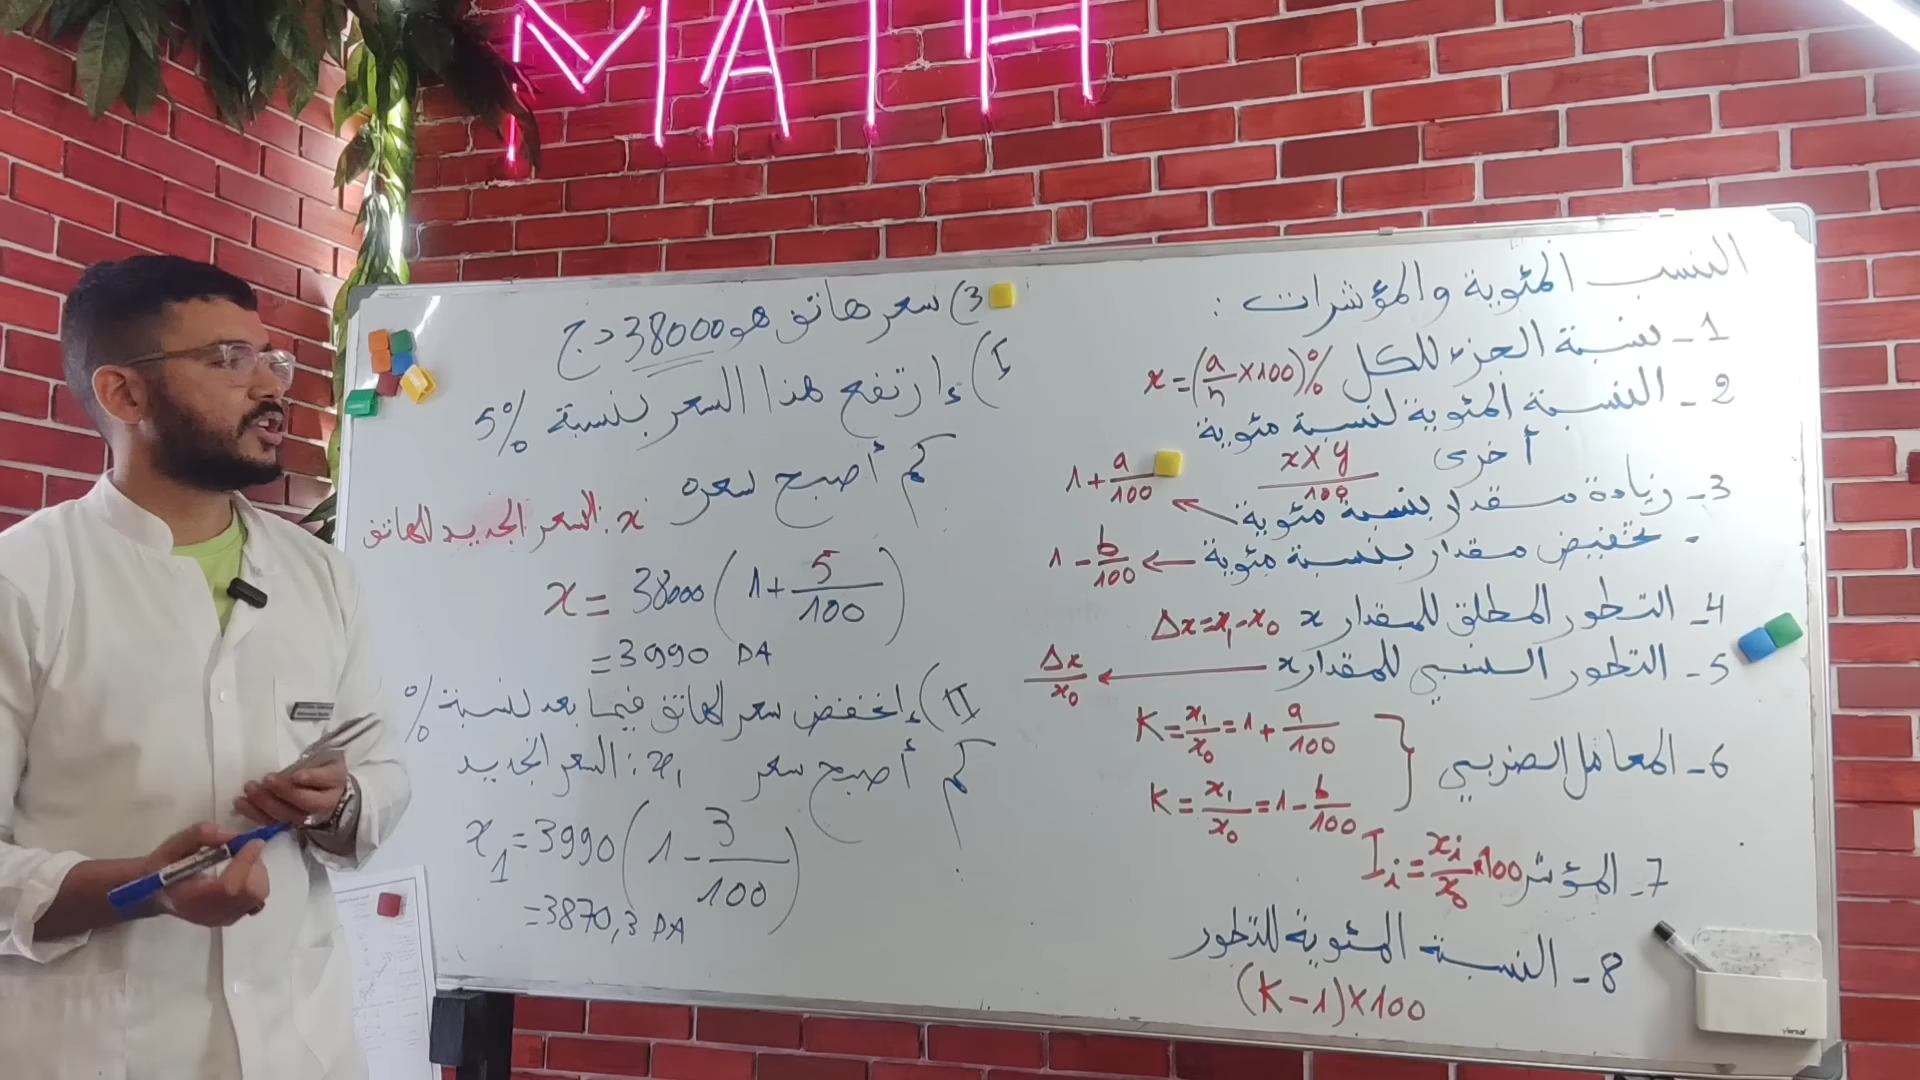 MATH
النسب المئوية والمؤشرات :
1- نسبة الجزء للكل x=(a/n ×100)%
2- النسبة المئوية لنسبة مئوية
أخرى x×y/100
3- زيادة مقدار بنسبة مئوية ← 1+a/100
- تخفيض مقدار بنسبة مئوية ← 1-b/100
4- التطور المطلق للمقدار x Δx=x₁-x₀
5- التطور النسبي للمقدار x ← Δx/x₀
6- المعامل الضربي K=x₁/x₀=1+a/100
K=x₁/x₀=1-b/100
7- المؤشر Iᵢ=xᵢ/x₀×100
8- النسبة المئوية للتطور
(K-1)×100
3) سعر هاتف هو 38000 دج
I) إرتفع هذا السعر بنسبة 5%
كم أصبح سعره x: السعر الجديد للهاتف
x = 38000(1+5/100)
=3990 DA
II) إنخفض سعر الهاتف فيما بعد بنسبة %
كم أصبح سعر x₁: السعر الجديد
x₁=3990(1-3/100)
=3870,3 DA